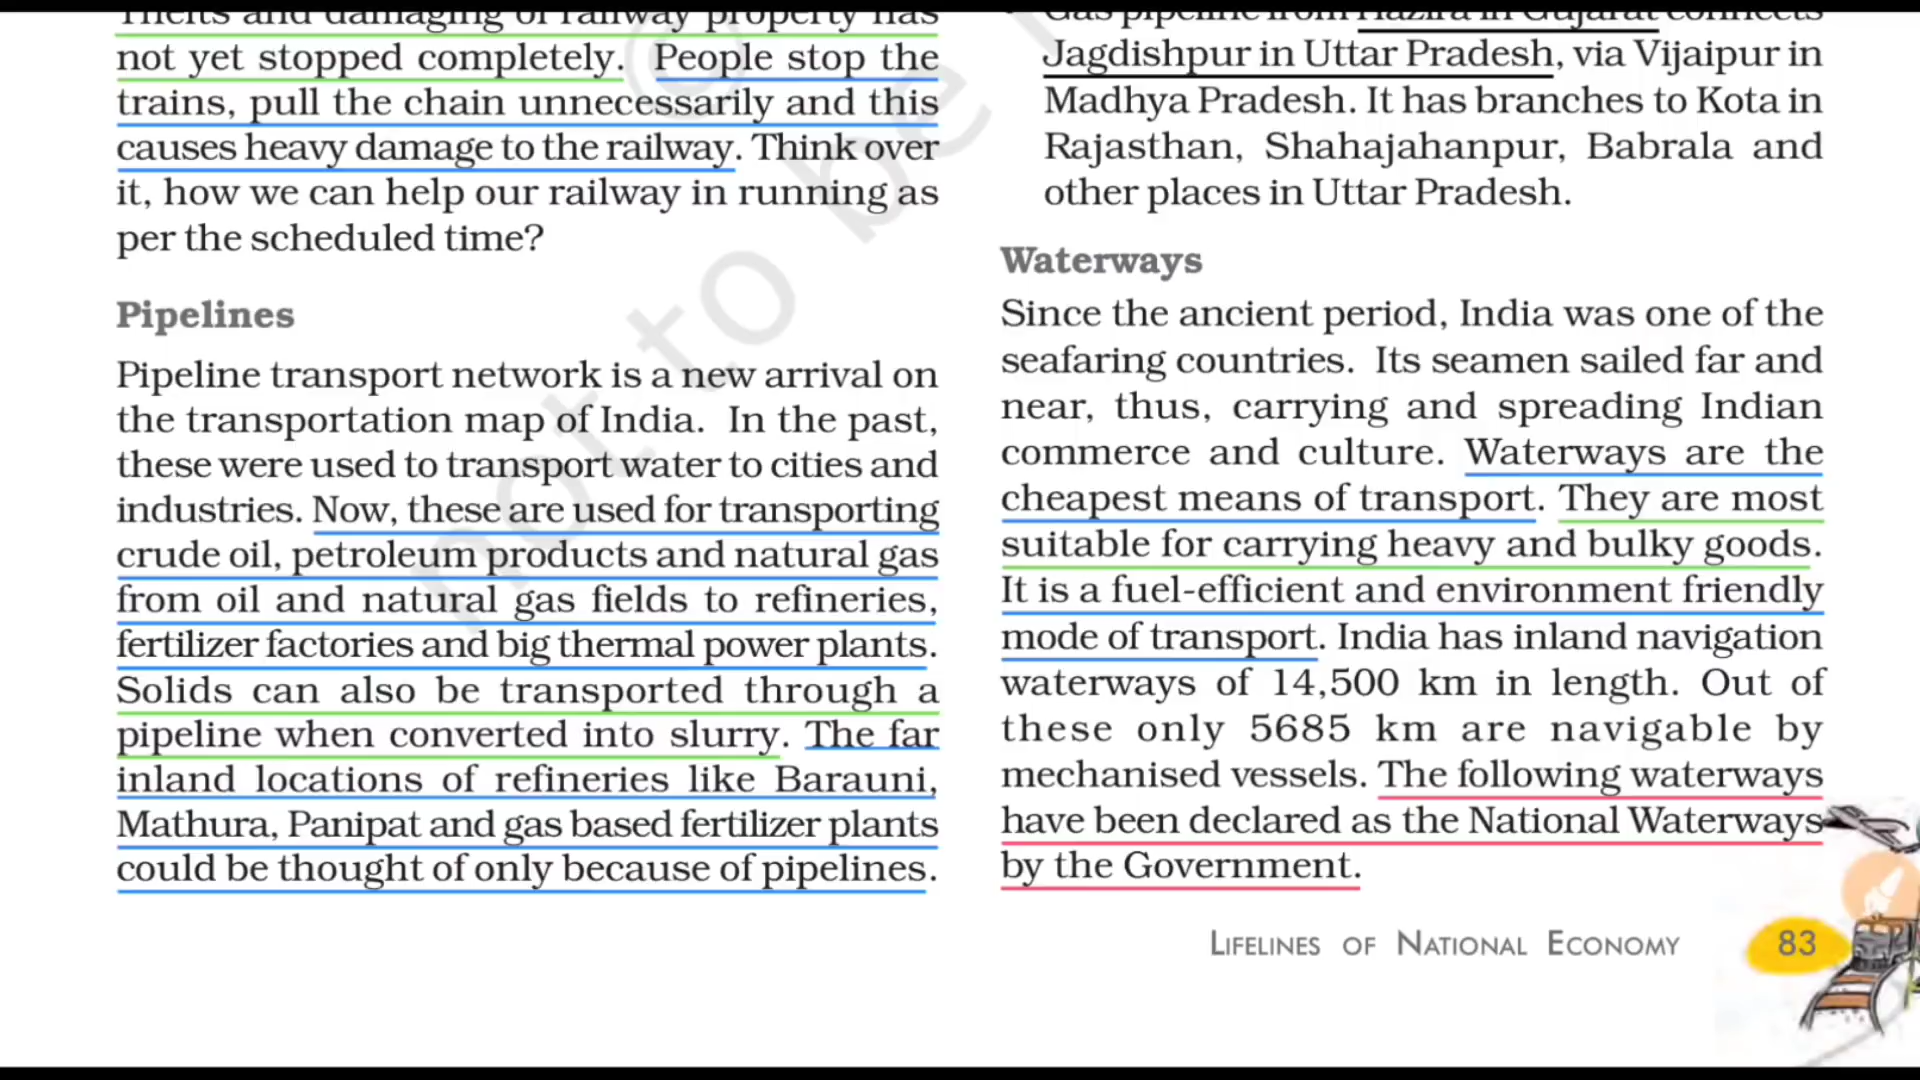 Thefts and damaging of railway property has
not yet stopped completely. People stop the
trains, pull the chain unnecessarily and this
causes heavy damage to the railway. Think over
it, how we can help our railway in running as
per the scheduled time?
Pipelines
Pipeline transport network is a new arrival on
the transportation map of India. In the past,
these were used to transport water to cities and
industries. Now, these are used for transporting
crude oil, petroleum products and natural gas
from oil and natural gas fields to refineries,
fertilizer factories and big thermal power plants.
Solids can also be transported through a
pipeline when converted into slurry. The far
inland locations of refineries like Barauni,
Mathura, Panipat and gas based fertilizer plants
could be thought of only because of pipelines.
Gas pipeline from Hazira in Gujarat connects
Jagdishpur in Uttar Pradesh, via Vijaipur in
Madhya Pradesh. It has branches to Kota in
Rajasthan, Shahajahanpur, Babrala and
other places in Uttar Pradesh.
Waterways
Since the ancient period, India was one of the
seafaring countries. Its seamen sailed far and
near, thus, carrying and spreading Indian
commerce and culture. Waterways are the
cheapest means of transport. They are most
suitable for carrying heavy and bulky goods.
It is a fuel-efficient and environment friendly
mode of transport. India has inland navigation
waterways of 14,500 km in length. Out of
these only 5685 km are navigable by
mechanised vessels. The following waterways
have been declared as the National Waterways
by the Government.
LIFELINES OF NATIONAL ECONOMY 83
©
not to be